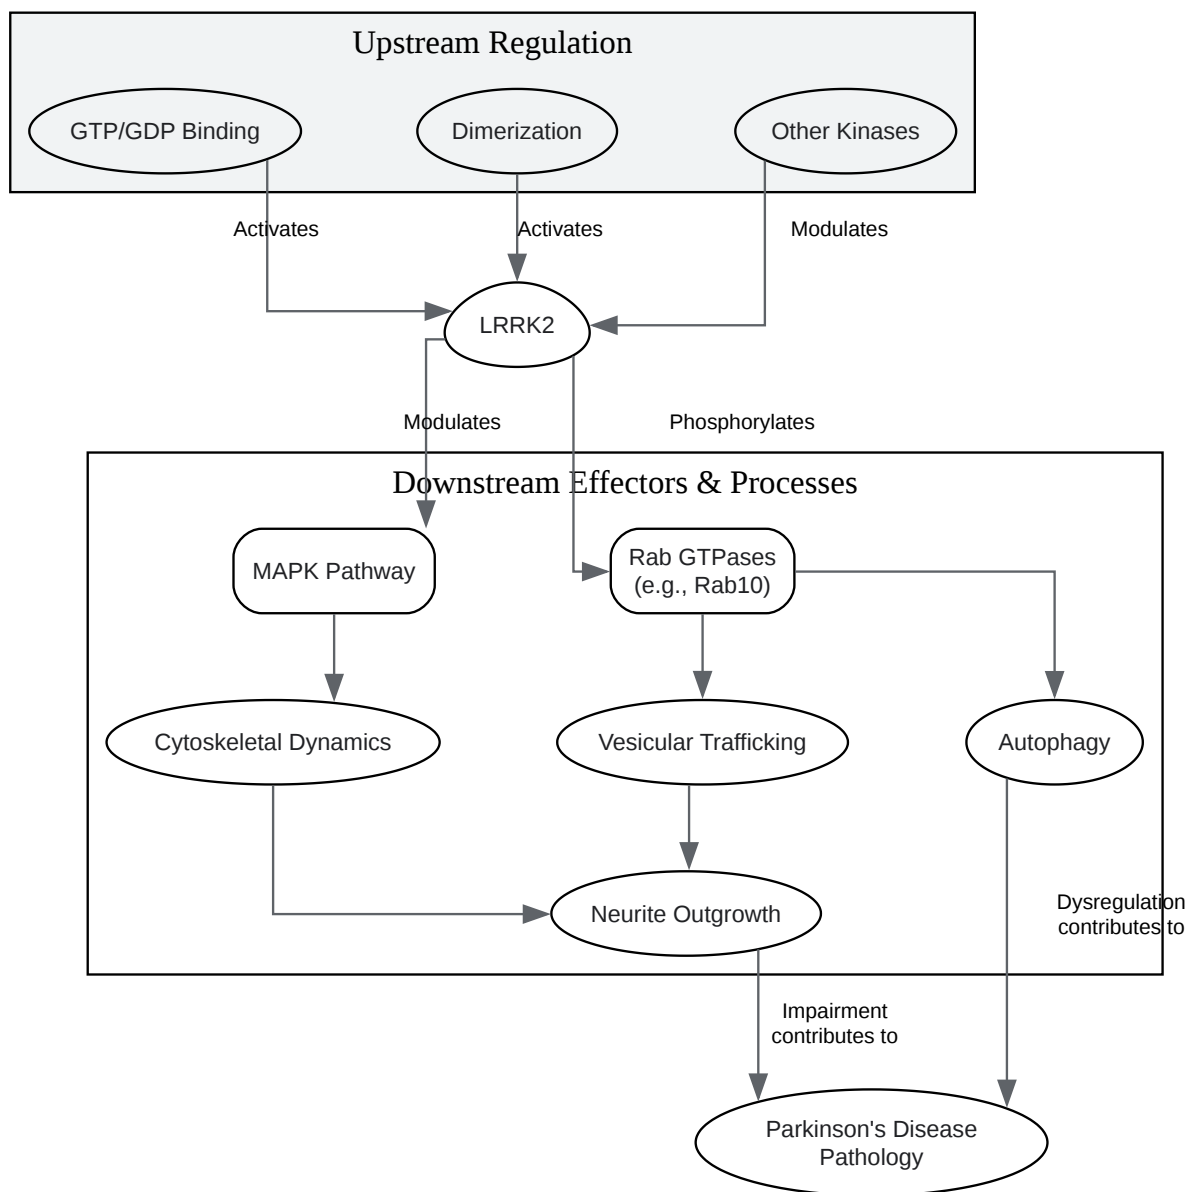 Upstream Regulation
GTP/GDP Binding
Dimerization
Other Kinases
Activates
Activates
Modulates
LRRK2
Modulates
Phosphorylates
Downstream Effectors & Processes
MAPK Pathway
Rab GTPases
(e.g., Rab10)
Cytoskeletal Dynamics
Vesicular Trafficking
Autophagy
Neurite Outgrowth
Dysregulation
contributes to
Impairment
contributes to
Parkinson's Disease
Pathology